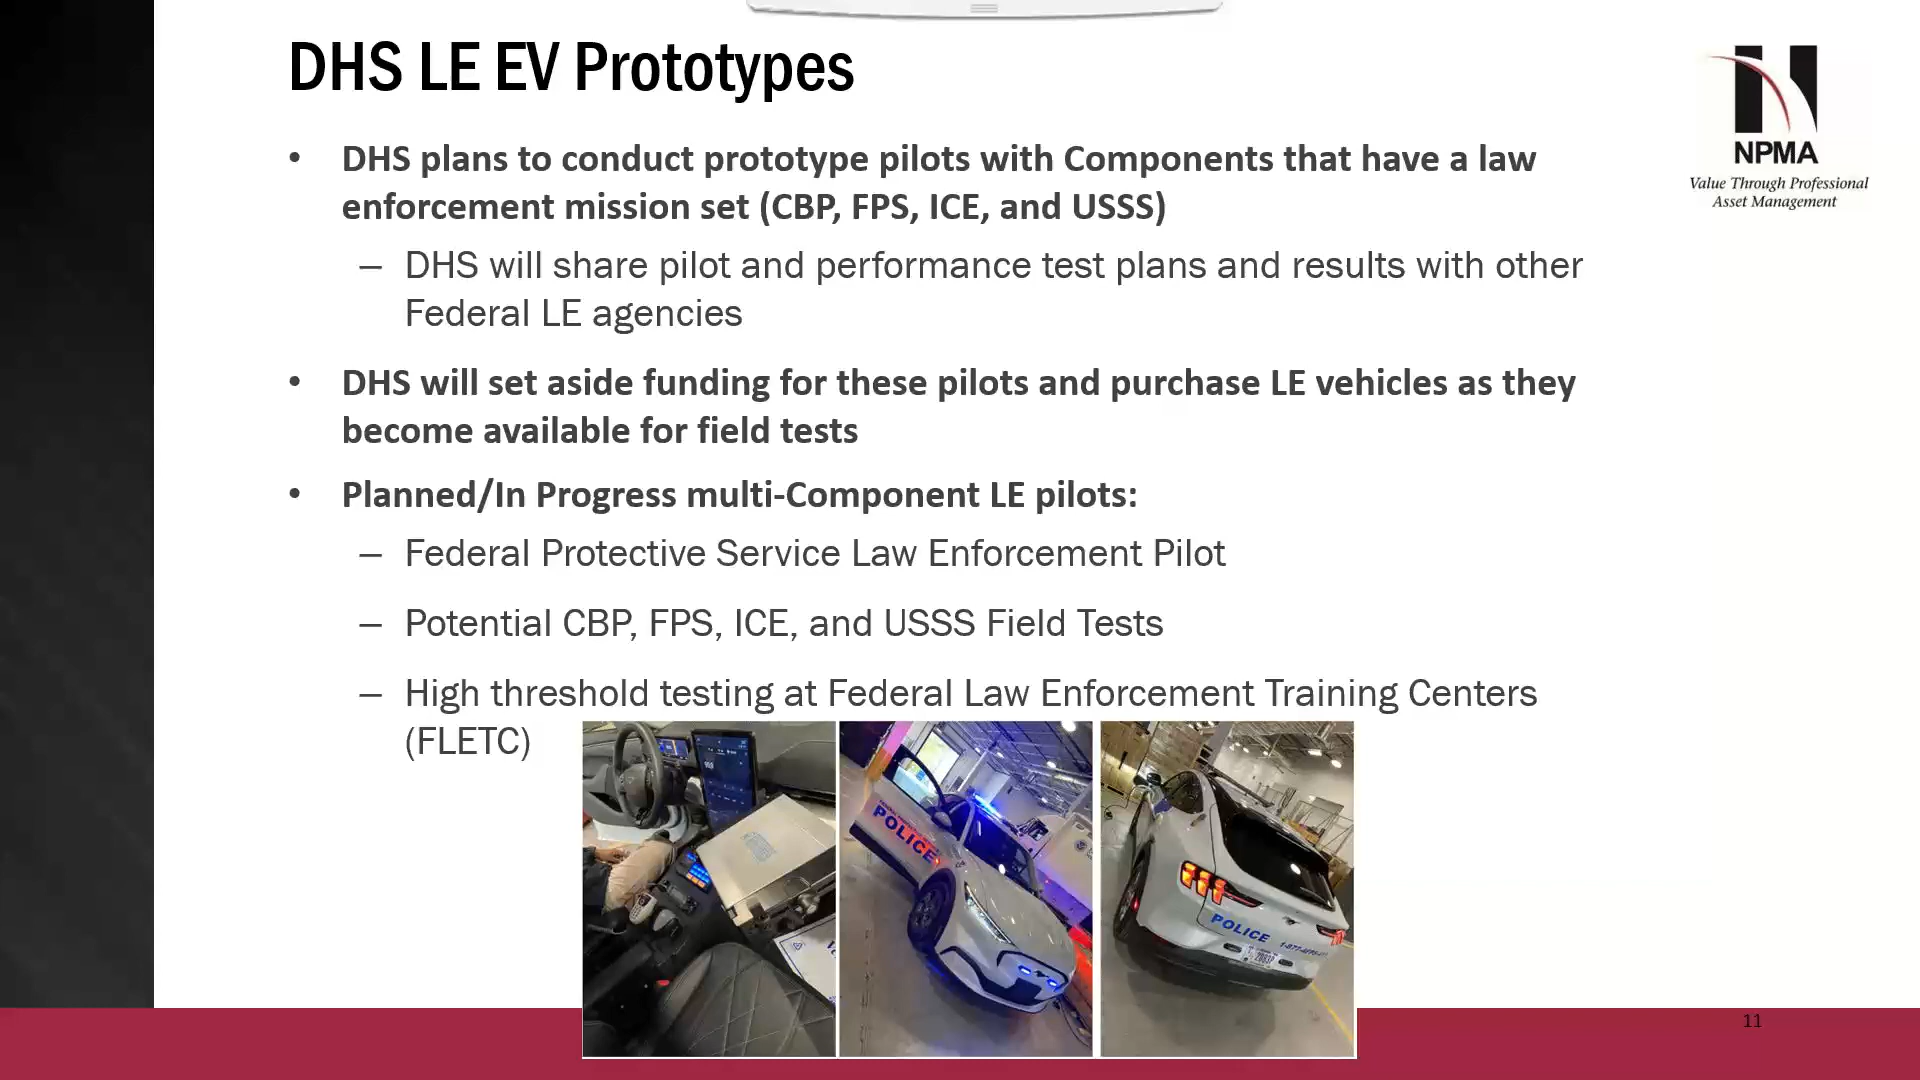 DHS LE EV Prototypes
NPMA
Value Through Professional
Asset Management
• DHS plans to conduct prototype pilots with Components that have a law
enforcement mission set (CBP, FPS, ICE, and USSS)
– DHS will share pilot and performance test plans and results with other
Federal LE agencies
• DHS will set aside funding for these pilots and purchase LE vehicles as they
become available for field tests
• Planned/In Progress multi-Component LE pilots:
– Federal Protective Service Law Enforcement Pilot
– Potential CBP, FPS, ICE, and USSS Field Tests
– High threshold testing at Federal Law Enforcement Training Centers
(FLETC)
POLICE
POLICE
11